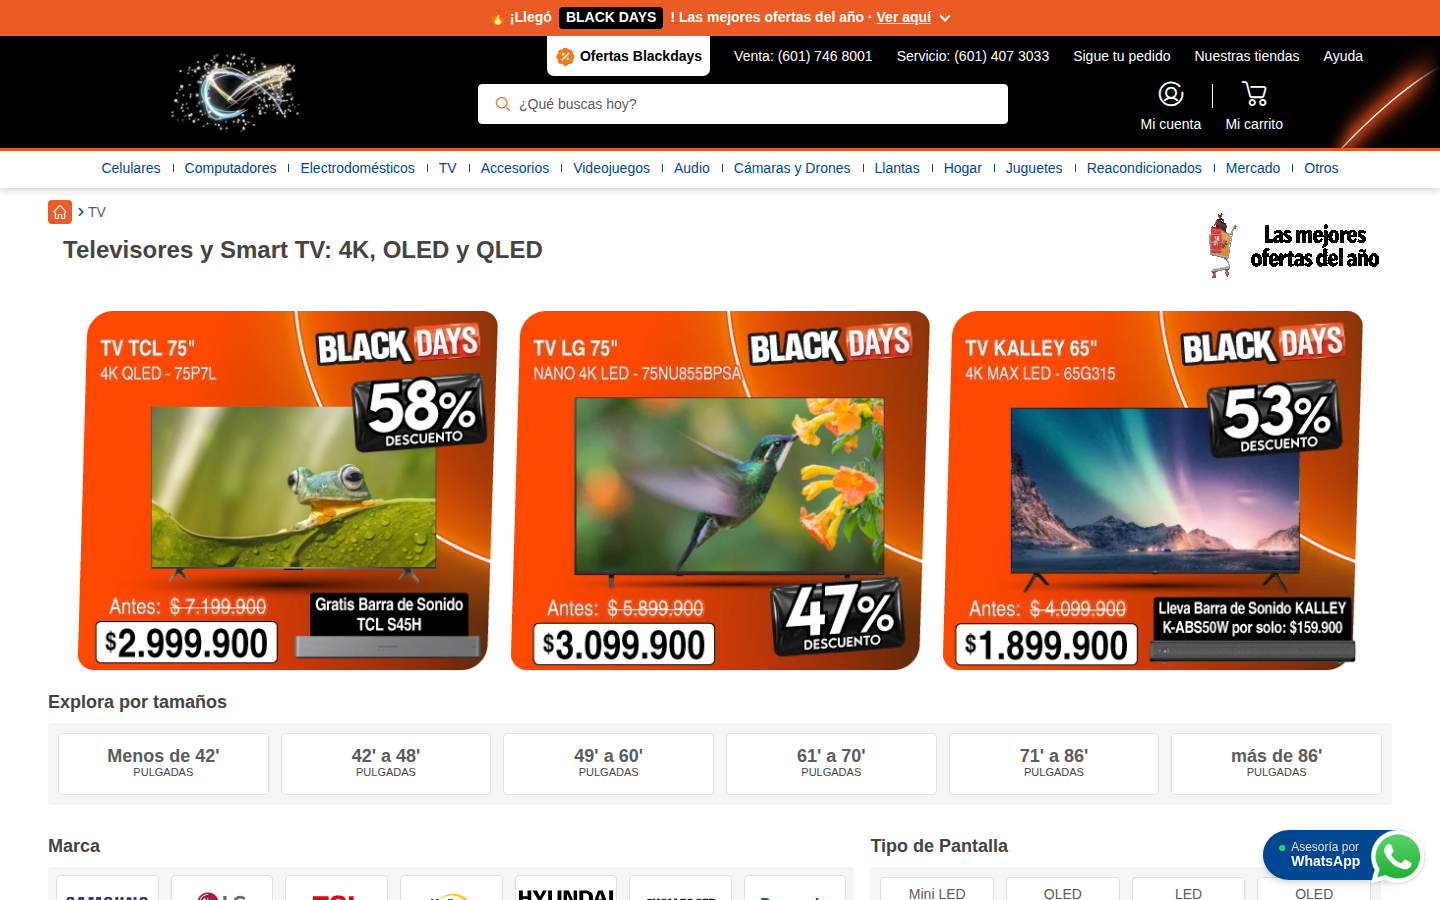 🔥 ¡Llegó BLACK DAYS ! Las mejores ofertas del año · Ver aquí
Ofertas Blackdays
Venta: (601) 746 8001
Servicio: (601) 407 3033
Sigue tu pedido
Nuestras tiendas
Ayuda
¿Qué buscas hoy?
Mi cuenta
Mi carrito
Celulares
Computadores
Electrodomésticos
TV
Accesorios
Videojuegos
Audio
Cámaras y Drones
Llantas
Hogar
Juguetes
Reacondicionados
Mercado
Otros
TV
Televisores y Smart TV: 4K, OLED y QLED
Las mejores
ofertas del año
TV TCL 75"
4K QLED - 75P7L
BLACK DAYS
58%
DESCUENTO
Antes: $ 7.199.900
$2.999.900
Gratis Barra de Sonido
TCL S45H
TV LG 75"
NANO 4K LED - 75NU855BPSA
BLACK DAYS
Antes: $ 5.899.900
$3.099.900
47%
DESCUENTO
TV KALLEY 65"
4K MAX LED - 65G315
BLACK DAYS
53%
DESCUENTO
Antes: $ 4.099.900
$1.899.900
Lleva Barra de Sonido KALLEY
K-ABS50W por solo: $159.900
Explora por tamaños
Menos de 42'
PULGADAS
42' a 48'
PULGADAS
49' a 60'
PULGADAS
61' a 70'
PULGADAS
71' a 86'
PULGADAS
más de 86'
PULGADAS
Marca
SAMSUNG
LG
TCL
HYUNDAI
Tipo de Pantalla
Mini LED
QLED
LED
OLED
Asesoría por
WhatsApp